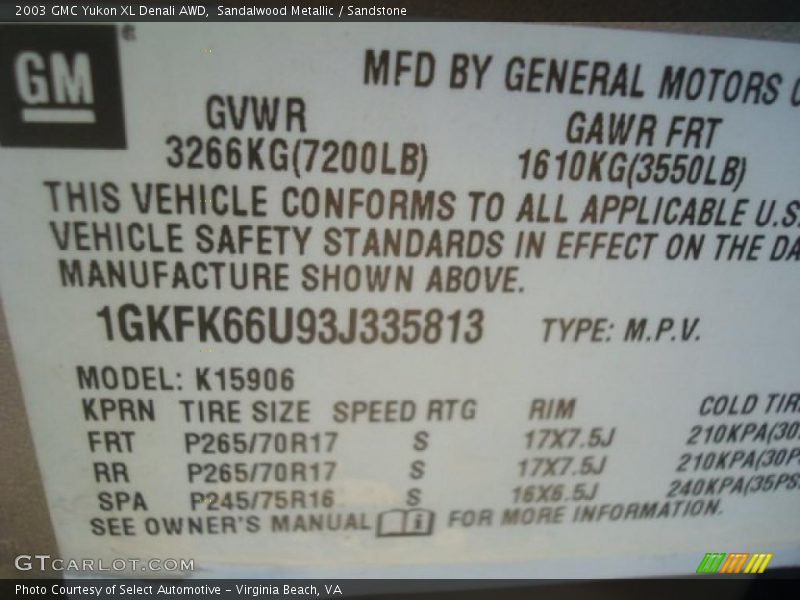 2003 GMC Yukon XL Denali AWD, Sandalwood Metallic / Sandstone
GM
MFD BY GENERAL MOTORS
GVWR GAWR FRT
3266KG(7200LB) 1610KG(3550LB)
THIS VEHICLE CONFORMS TO ALL APPLICABLE U.S.
VEHICLE SAFETY STANDARDS IN EFFECT ON THE
MANUFACTURE SHOWN ABOVE.
1GKFK66U93J335813 TYPE: M.P.V.
MODEL: K15906
KPRN TIRE SIZE SPEED RTG RIM COLD
FRT P265/70R17 S 17X7.5J 210KPA(30
RR P265/70R17 S 17X7.5J 210KPA(30P
SPA P245/75R16 S 16X6.5J 240KPA(35PS
SEE OWNER'S MANUAL FOR MORE INFORMATION.
GTCARLOT.COM
Photo Courtesy of Select Automotive - Virginia Beach, VA